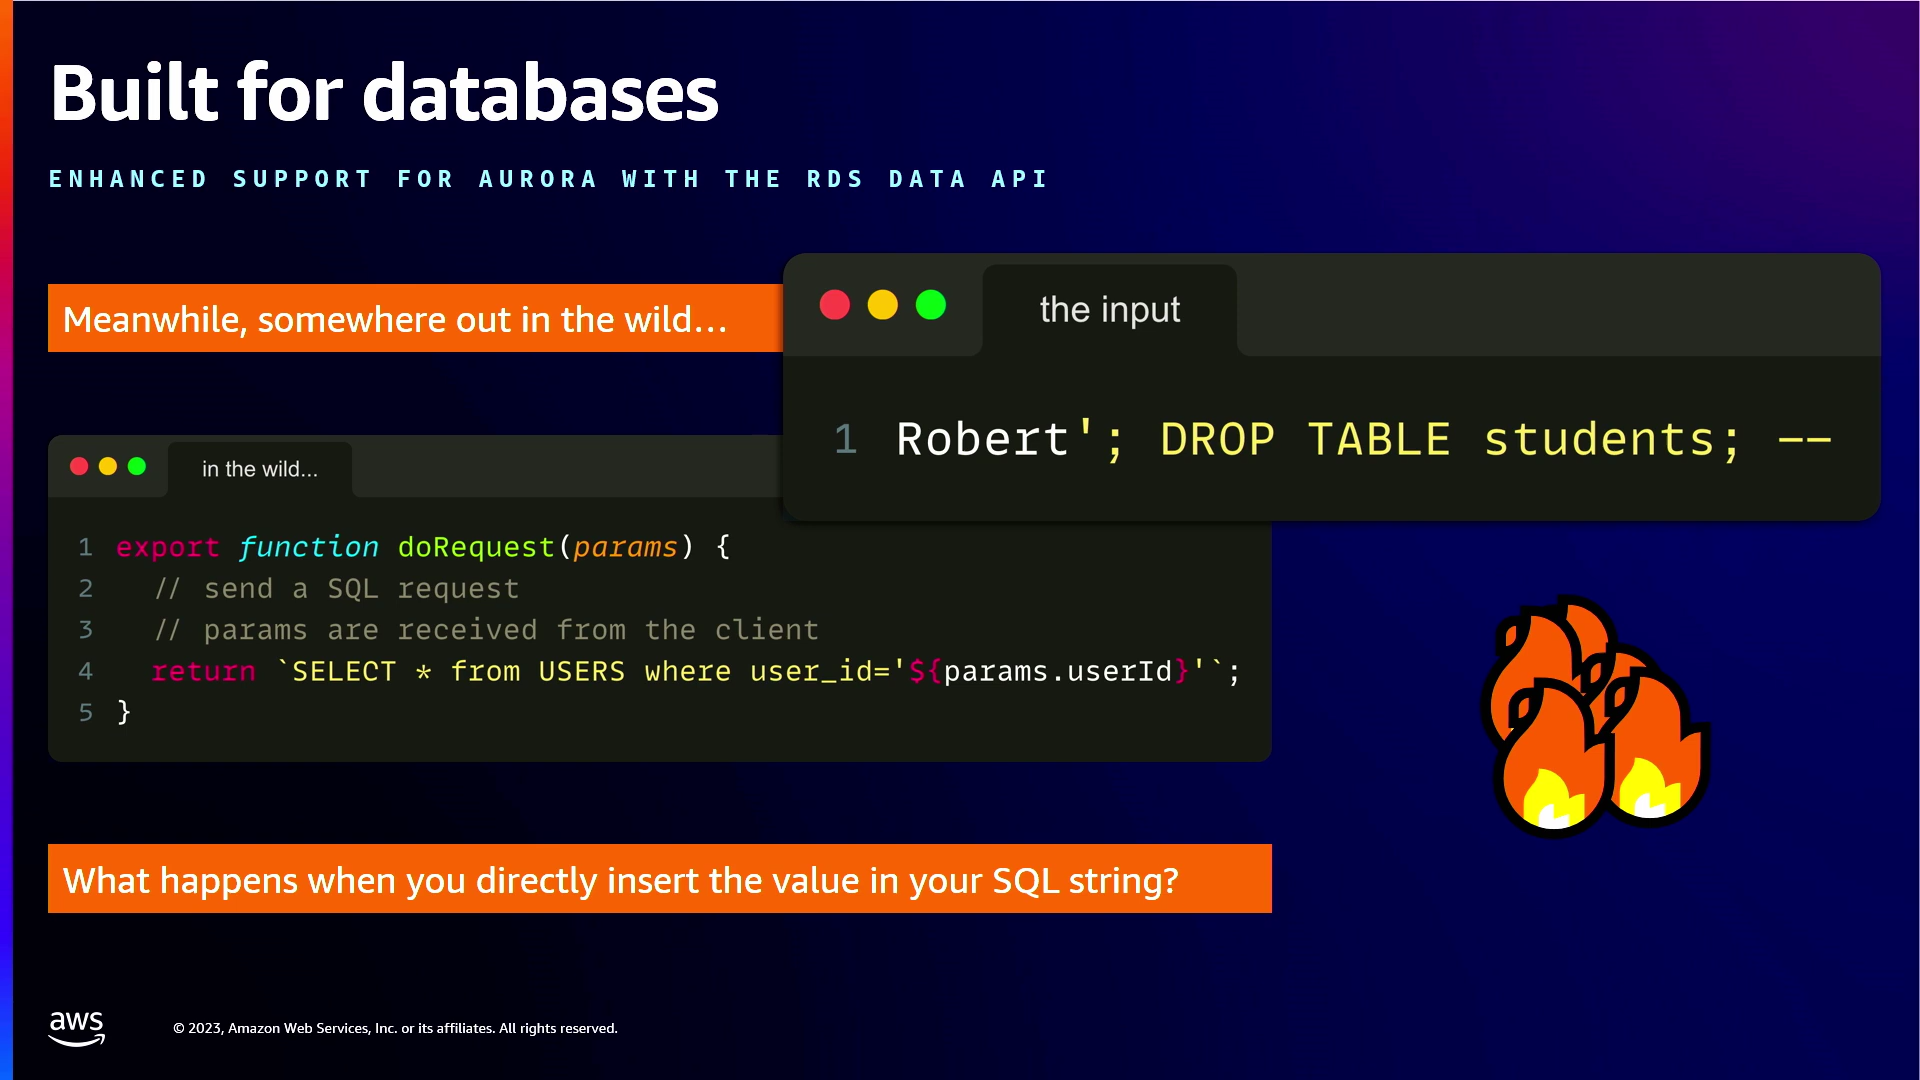 Built for databases
ENHANCED SUPPORT FOR AURORA WITH THE RDS DATA API
Meanwhile, somewhere out in the wild…
the input
1 Robert'; DROP TABLE students; --
in the wild...
1 export function doRequest(params) {
2 // send a SQL request
3 // params are received from the client
4 return `SELECT * from USERS where user_id='${params.userId}'`;
5 }
What happens when you directly insert the value in your SQL string?
aws
© 2023, Amazon Web Services, Inc. or its affiliates. All rights reserved.